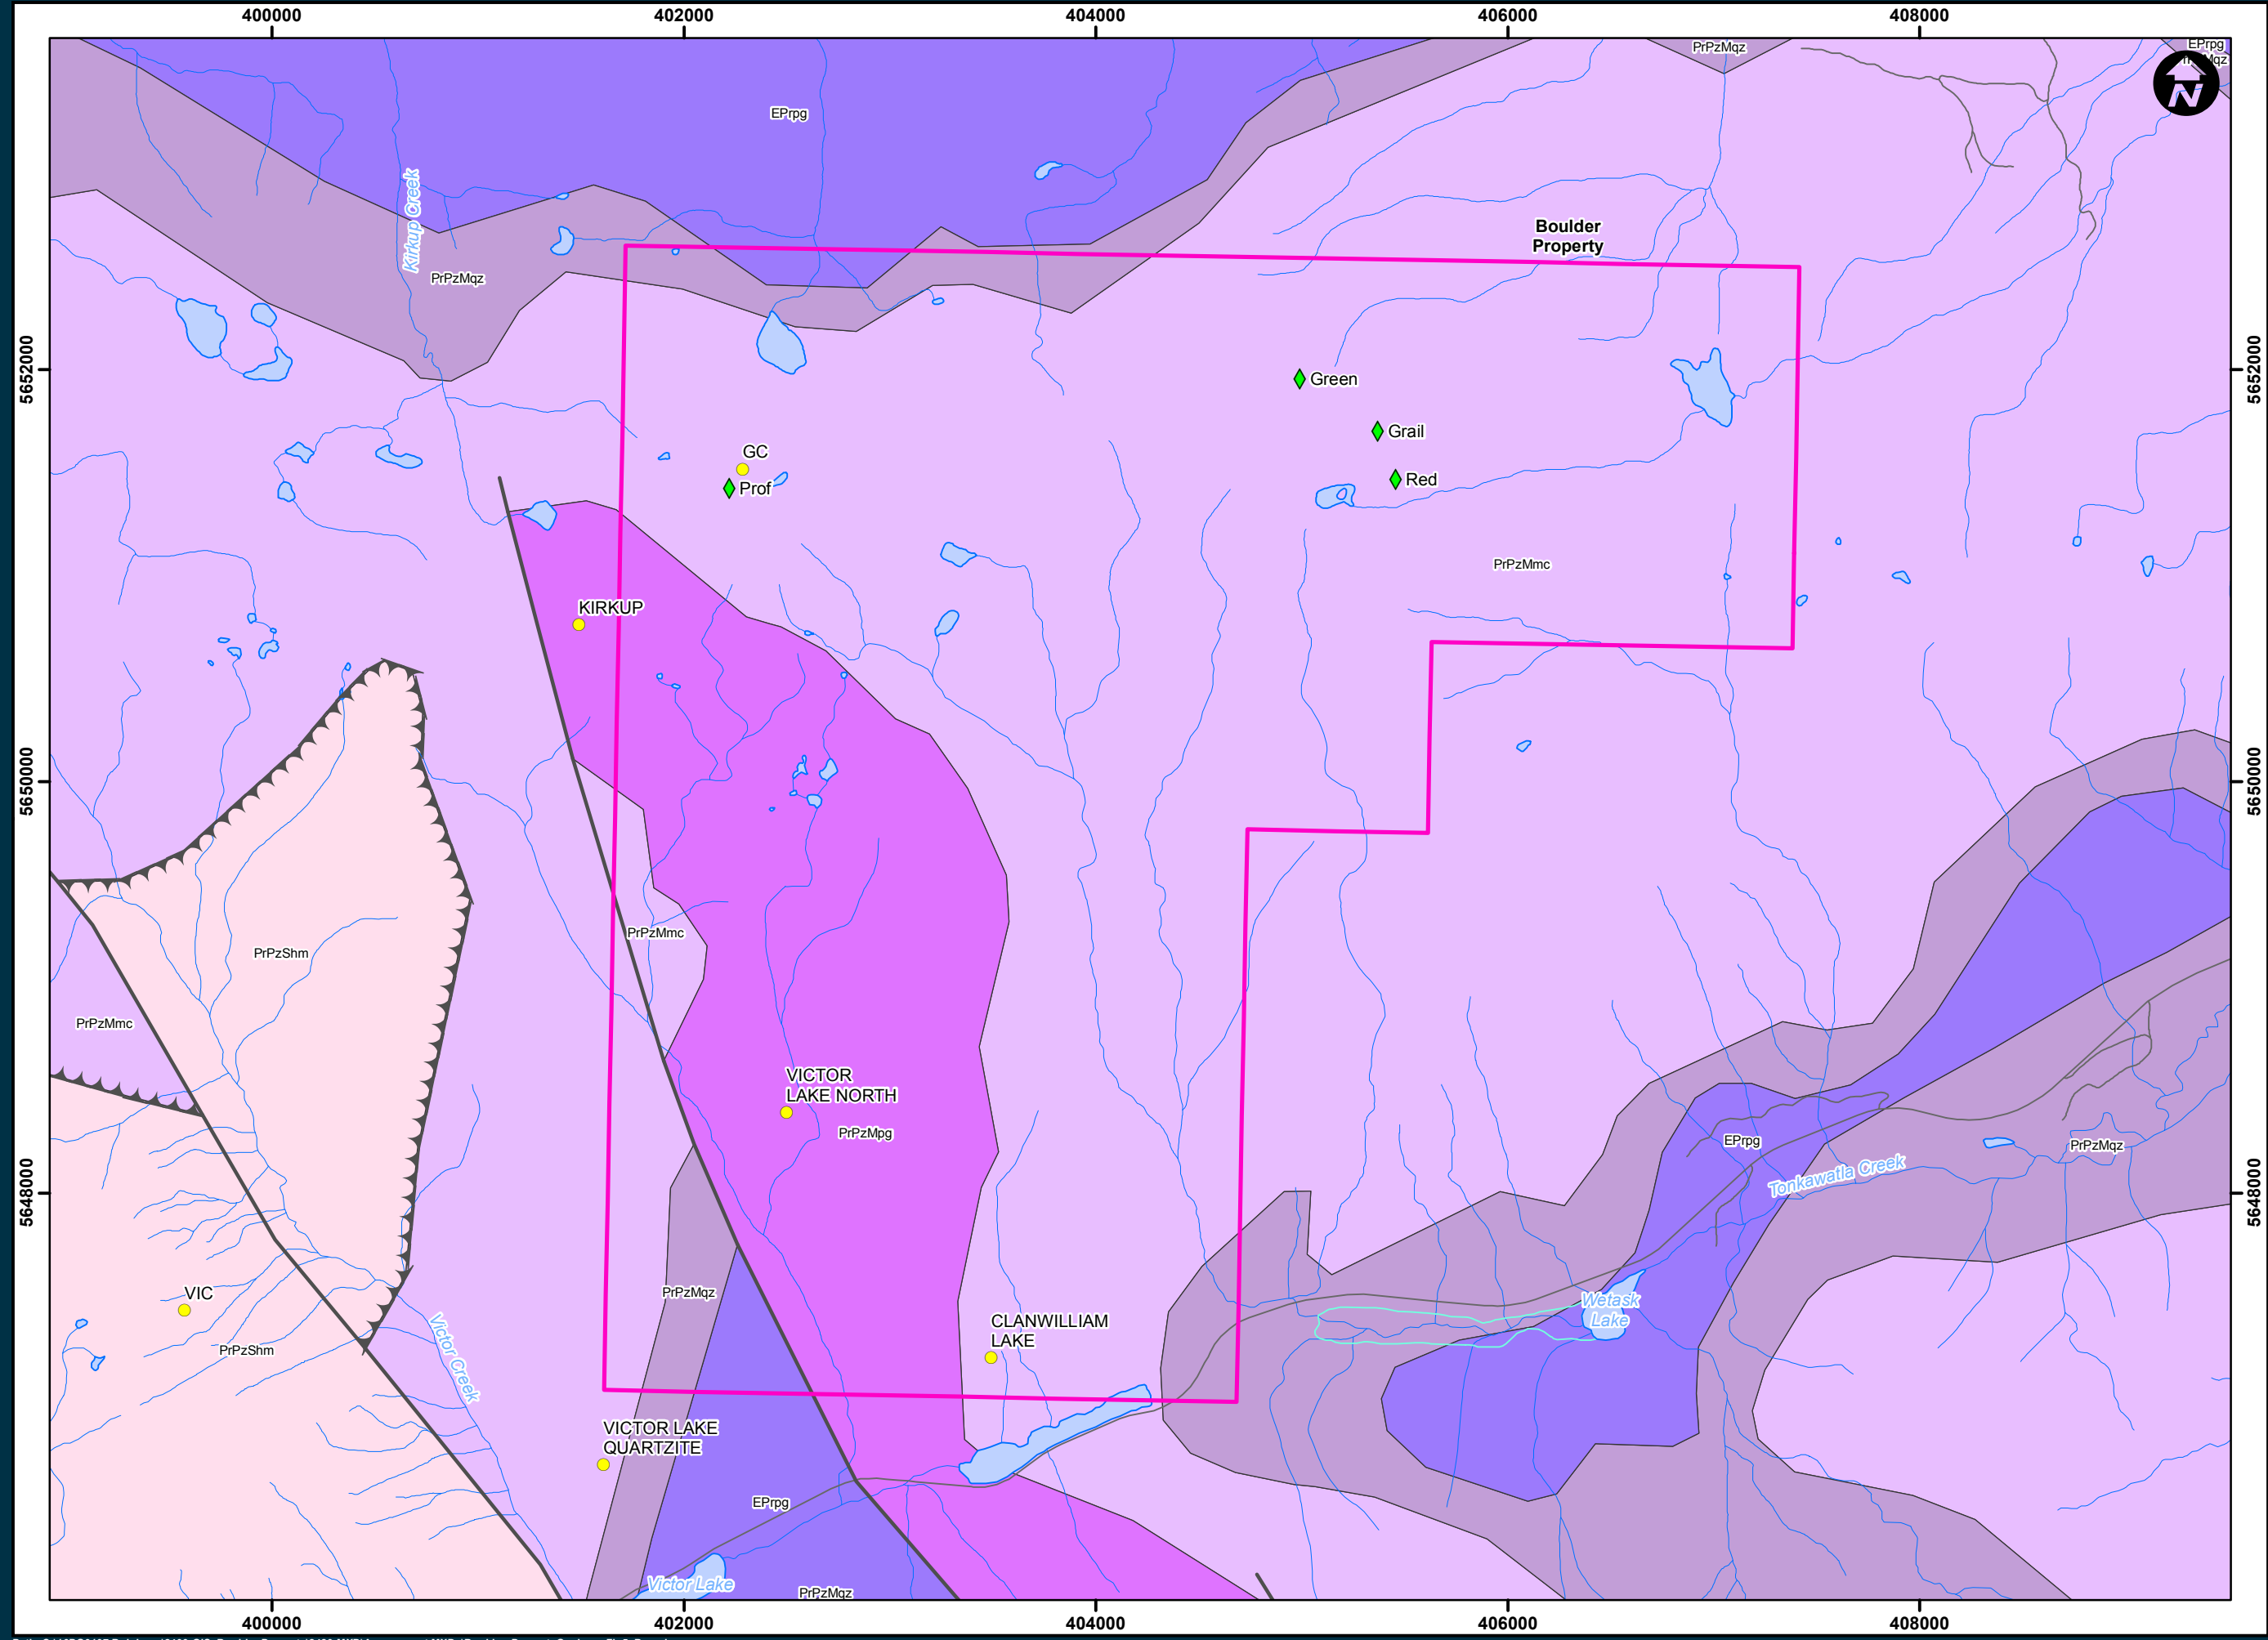 400000
402000
404000
406000
408000
PrPzMqz
EPrpg
EPrpg
N
Kirkup Creek
Boulder
Property
PrPzMqz
5652000
5652000
Green
Grail
GC
Red
Prof
PrPzMmc
KIRKUP
5650000
5650000
PrPzMmc
PrPzShm
PrPzMmc
VICTOR
LAKE NORTH
PrPzMpg
EPrpg
PrPzMqz
Tonkawatla Creek
5648000
5648000
PrPzMqz
VIC
Wetask
Lake
CLANWILLIAM
LAKE
PrPzShm
Victor Creek
VICTOR LAKE
QUARTZITE
EPrpg
Victor Lake
PrPzMqz
400000
402000
404000
406000
408000